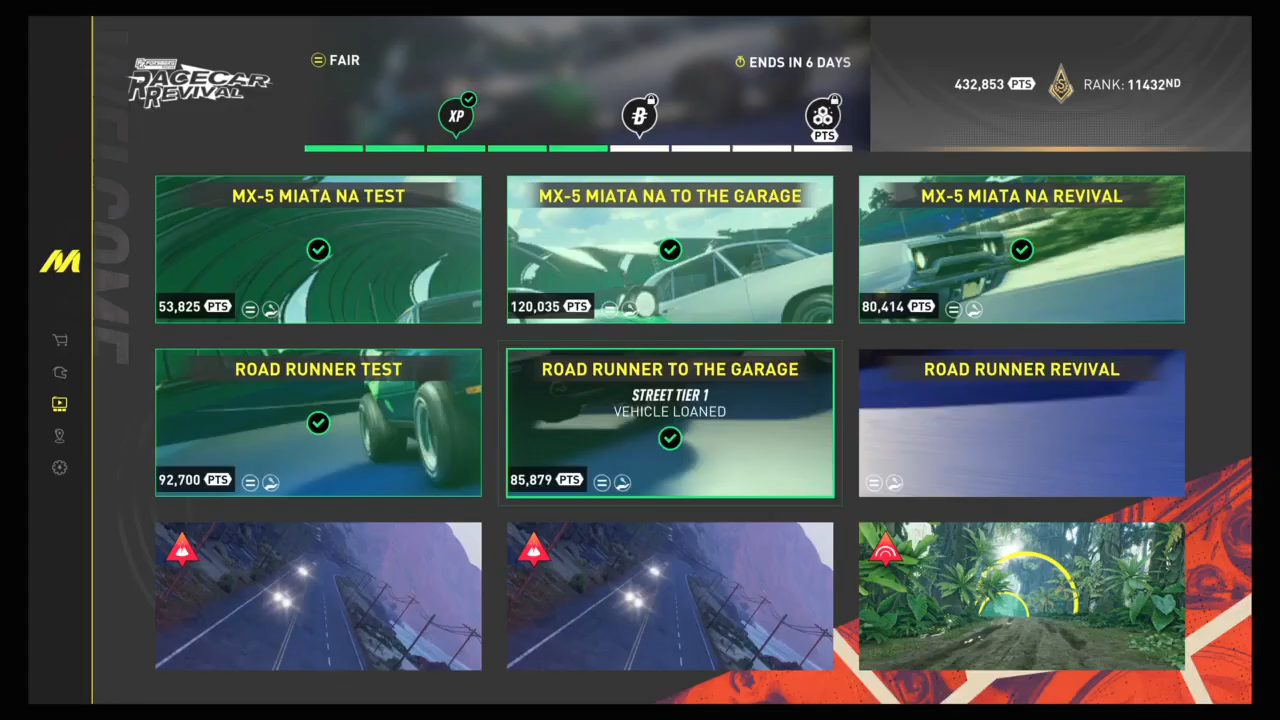 FORSBERG
RACECAR
REVIVAL
FAIR
ENDS IN 6 DAYS
XP
PTS
432,853 PTS
RANK: 11432ND
WELCOME
MX-5 MIATA NA TEST
53,825 PTS
MX-5 MIATA NA TO THE GARAGE
120,035 PTS
MX-5 MIATA NA REVIVAL
80,414 PTS
ROAD RUNNER TEST
92,700 PTS
ROAD RUNNER TO THE GARAGE
STREET TIER 1
VEHICLE LOANED
85,879 PTS
ROAD RUNNER REVIVAL